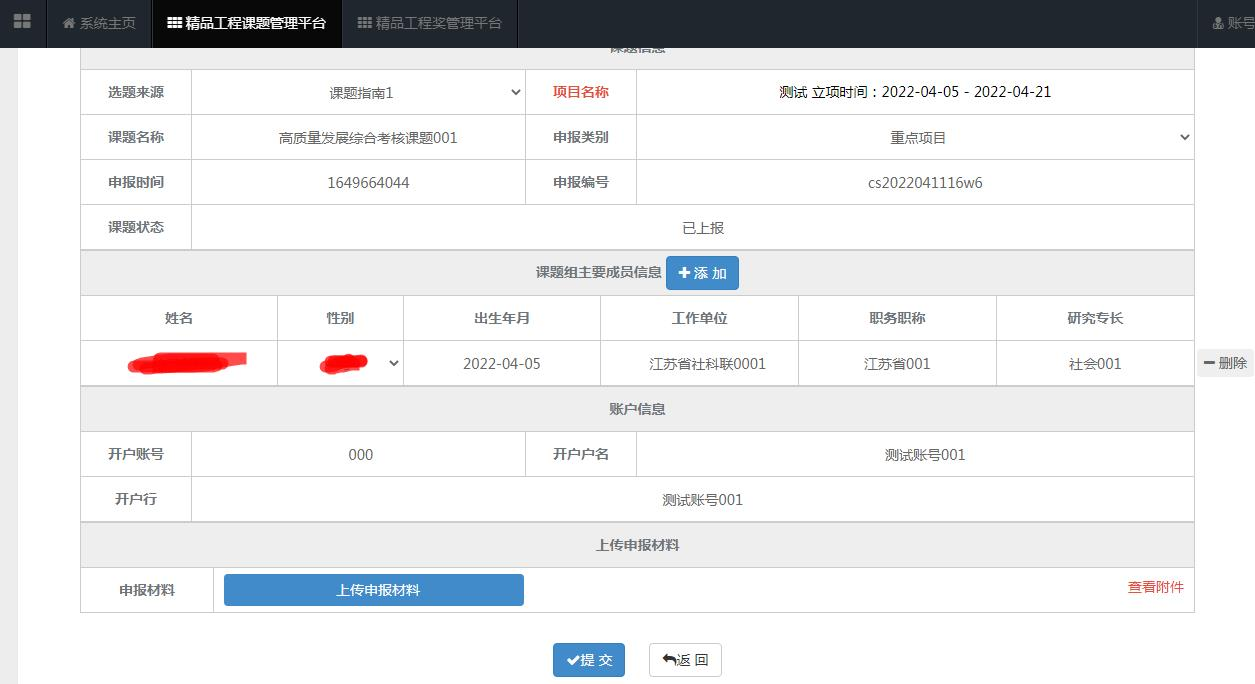 系统主页 精品工程课题管理平台 精品工程奖管理平台 账号
课题信息
选题来源 课题指南1 项目名称 测试 立项时间：2022-04-05 - 2022-04-21
课题名称 高质量发展综合考核课题001 申报类别 重点项目
申报时间 1649664044 申报编号 cs2022041116w6
课题状态 已上报
课题组主要成员信息 添 加
姓名 性别 出生年月 工作单位 职务职称 研究专长
2022-04-05 江苏省社科联0001 江苏省001 社会001 删除
账户信息
开户账号 000 开户户名 测试账号001
开户行 测试账号001
上传申报材料
申报材料 上传申报材料 查看附件
提 交 返 回